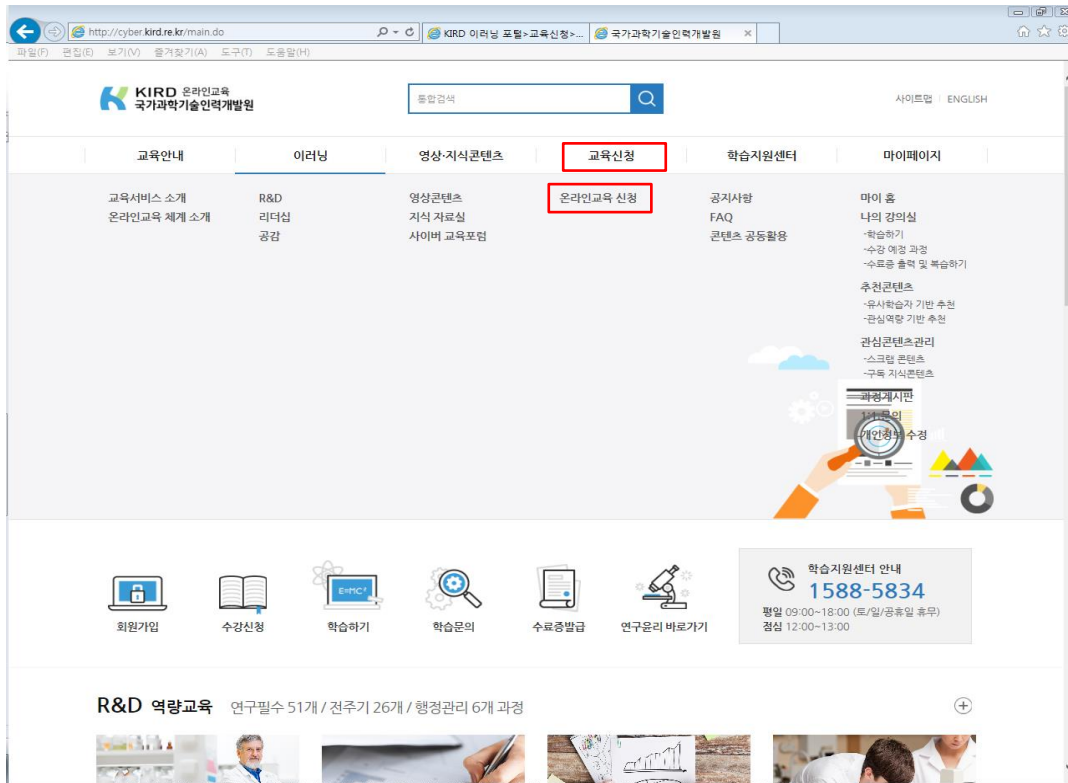 http://cyber.kird.re.kr/main.do
KIRD 이러닝 포털>교육신청>...
국가과학기술인력개발원
파일(F) 편집(E) 보기(V) 즐겨찾기(A) 도구(T) 도움말(H)
KIRD 온라인교육
국가과학기술인력개발원
통합검색
사이트맵 ENGLISH
교육안내 이러닝 영상·지식콘텐츠 교육신청 학습지원센터 마이페이지
교육서비스 소개
온라인교육 체계 소개
R&D
리더십
공감
영상콘텐츠
지식 자료실
사이버 교육포럼
온라인교육 신청
공지사항
FAQ
콘텐츠 공동활용
마이 홈
나의 강의실
-학습하기
-수강 예정 과정
-수료증 출력 및 복습하기
추천콘텐츠
-유사학습자 기반 추천
-관심역량 기반 추천
관심콘텐츠관리
-스크랩 콘텐츠
-구독 지식콘텐츠
과정게시판
1:1 문의
개인정보 수정
E=MC²
회원가입 수강신청 학습하기 학습문의 수료증발급 연구윤리 바로가기
학습지원센터 안내
1588-5834
평일 09:00~18:00 (토/일/공휴일 휴무)
점심 12:00~13:00
R&D 역량교육 연구필수 51개 / 전주기 26개 / 행정관리 6개 과정